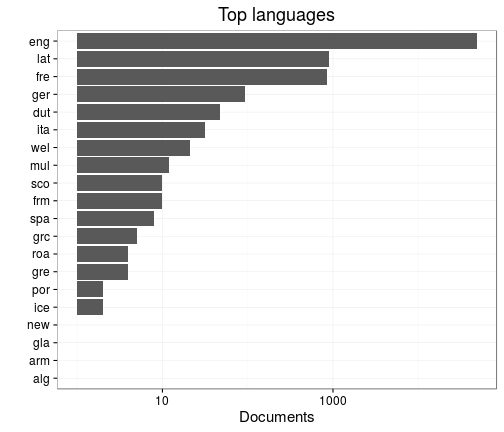 Top languages
eng
lat
fre
ger
dut
ita
wel
mul
sco
frm
spa
grc
roa
gre
por
ice
new
gla
arm
alg
10 1000
Documents